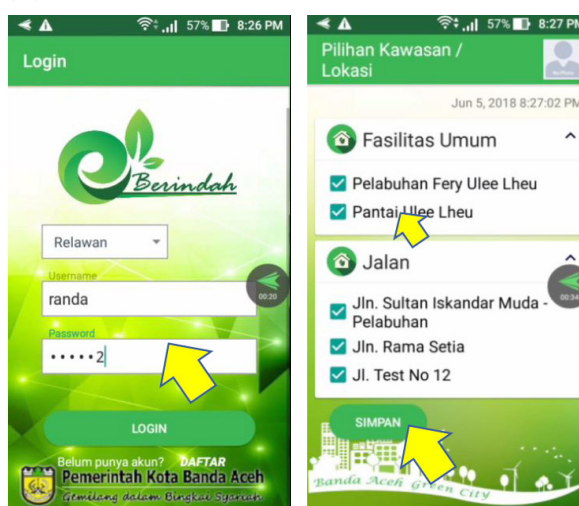 57% 8:26 PM
Login
Berindah
Relawan
Username
randa
00:20
Password
•••••2
LOGIN
Belum punya akun? DAFTAR
Pemerintah Kota Banda Aceh
Gemilang dalam Bingkai Syariah
57% 8:27 PM
Pilihan Kawasan /
Lokasi
Jun 5, 2018 8:27:02 PM
Fasilitas Umum
Pelabuhan Fery Ulee Lheu
Pantai Ulee Lheu
Jalan
00:34
Jln. Sultan Iskandar Muda -
Pelabuhan
Jln. Rama Setia
Jl. Test No 12
SIMPAN
Banda Aceh Green City